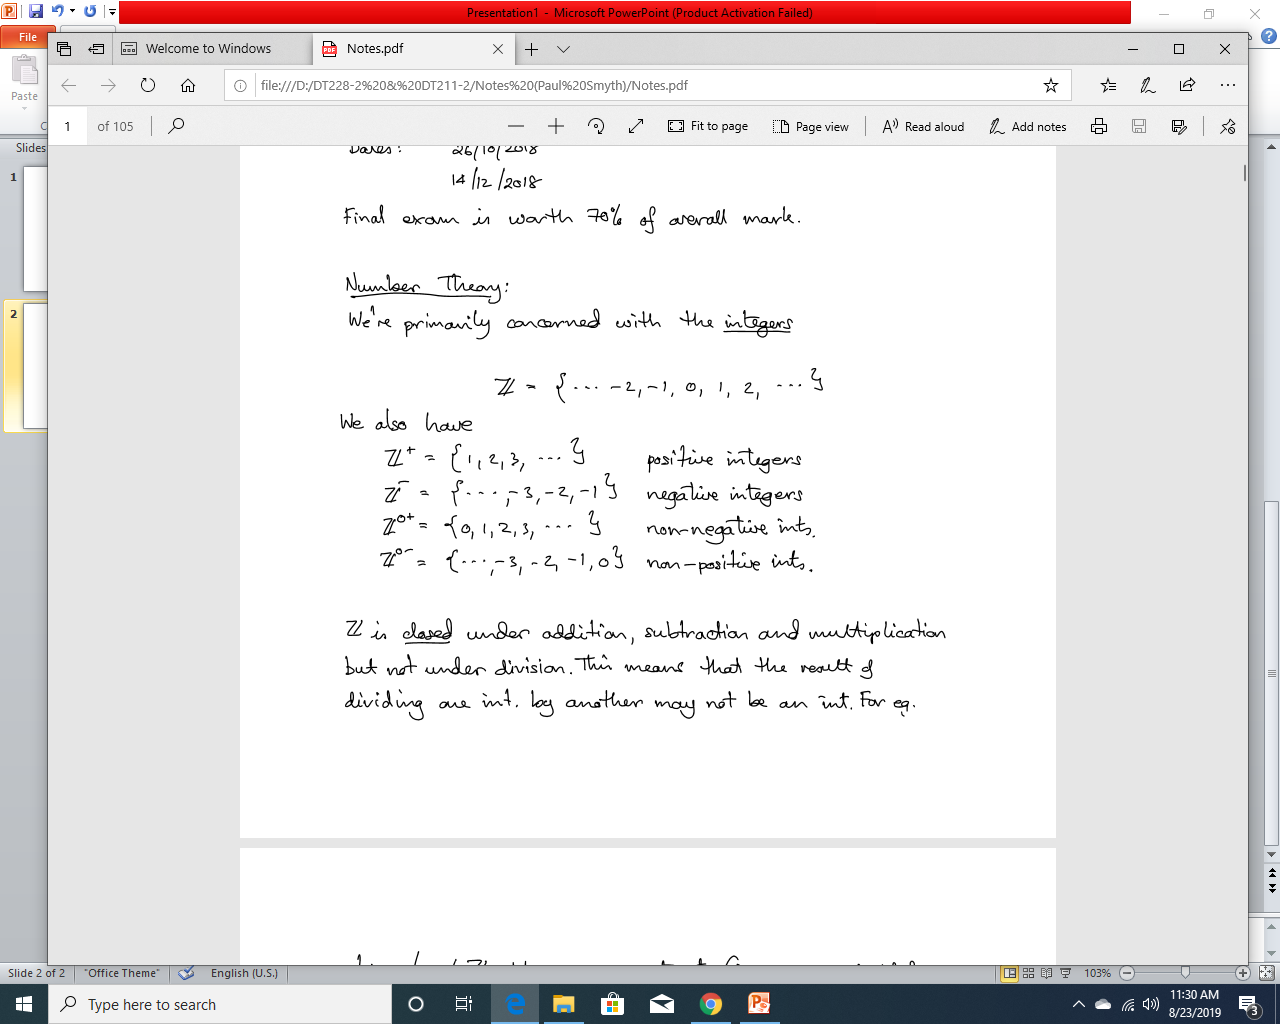 Presentation1 - Microsoft PowerPoint (Product Activation Failed)
File
Welcome to Windows
Notes.pdf
Paste
file:///D:/DT228-2%20&%20DT211-2/Notes%20(Paul%20Smyth)/Notes.pdf
1 of 105
Fit to page
Page view
Read aloud
Add notes
Slides
1
2
Dates: 26/10/2018
14/12/2018
Final exam is worth 70% of overall mark.
Number Theory:
We're primarily concerned with the integers
ℤ = {... -2, -1, 0, 1, 2, ...}
We also have
ℤ⁺ = {1, 2, 3, ...} positive integers
ℤ⁻ = {..., -3, -2, -1} negative integers
ℤ⁰⁺ = {0, 1, 2, 3, ...} non-negative ints.
ℤ⁰⁻ = {..., -3, -2, -1, 0} non-positive ints.
ℤ is closed under addition, subtraction and multiplication
but not under division. This means that the result of
dividing one int. by another may not be an int. For eg.
Slide 2 of 2
"Office Theme"
English (U.S.)
103%
Type here to search
11:30 AM
8/23/2019
3